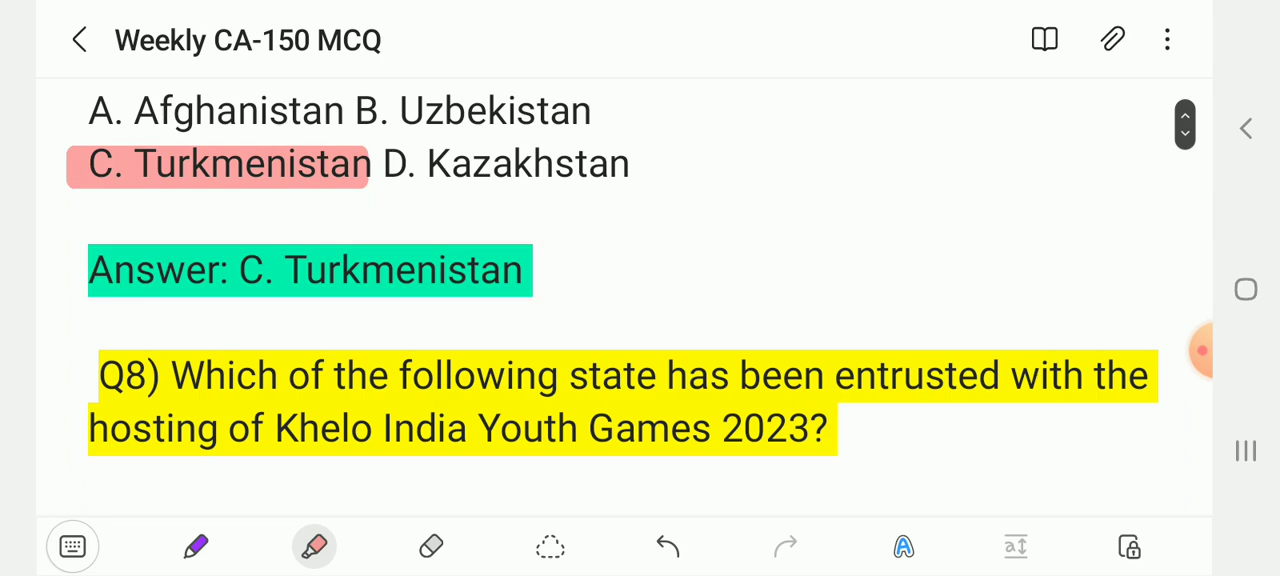 Weekly CA-150 MCQ
A. Afghanistan B. Uzbekistan
C. Turkmenistan D. Kazakhstan
Answer: C. Turkmenistan
Q8) Which of the following state has been entrusted with the
hosting of Khelo India Youth Games 2023?